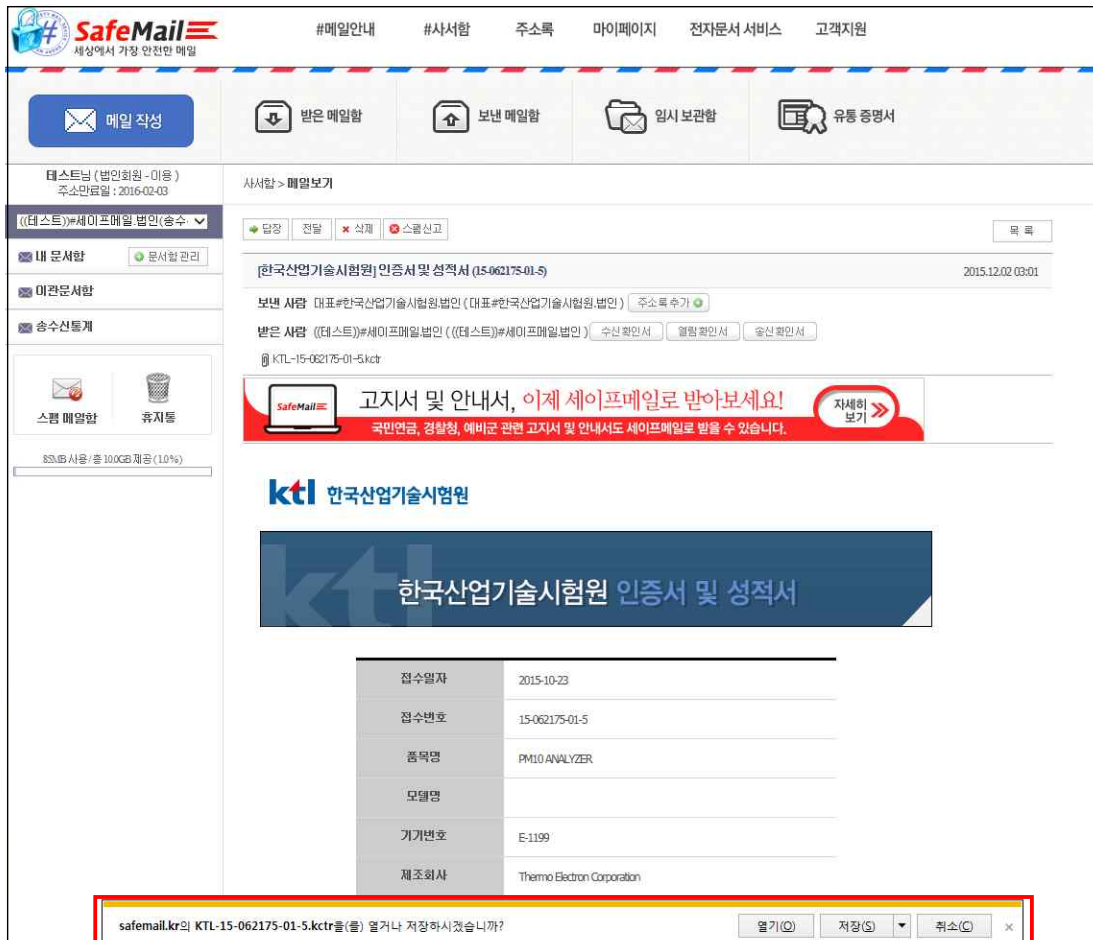 SafeMail
세상에서 가장 안전한 메일
#메일안내 #사서함 주소록 마이페이지 전자문서 서비스 고객지원
메일 작성 받은 메일함 보낸 메일함 임시 보관함 유통 증명서
테스트님 (법인회원 - 이용 )
주소만료일 : 2016-02-03
((테스트))#세이프메일.법인(송수·
내 문서함 문서함관리
이관문서함
송수신통계
스팸 메일함 휴지통
85MB 사용 / 총 10.0GB 제공 (1.0%)
사서함 > 메일보기
답장 전달 삭제 스팸신고 목 록
[한국산업기술시험원] 인증서 및 성적서 (15-062175-01-5) 2015.12.02 03:01
보낸 사람 대표#한국산업기술시험원.법인 ( 대표#한국산업기술시험원.법인 ) 주소록추가
받은 사람 ((테스트))#세이프메일.법인 ( ((테스트))#세이프메일.법인 ) 수신확인서 열람확인서 송신확인서
KTL-15-062175-01-5.kctr
SafeMail
고지서 및 안내서, 이제 세이프메일로 받아보세요!
국민연금, 경찰청, 예비군 관련 고지서 및 안내서도 세이프메일로 받을 수 있습니다.
자세히
보기
ktl 한국산업기술시험원
ktl
한국산업기술시험원 인증서 및 성적서
접수일자 2015-10-23
접수번호 15-062175-01-5
품목명 PM10 ANALYZER
모델명
기기번호 E-1199
제조회사 Thermo Electron Corporation
safemail.kr의 KTL-15-062175-01-5.kctr을(를) 열거나 저장하시겠습니까? 열기(O) 저장(S) 취소(C) ×